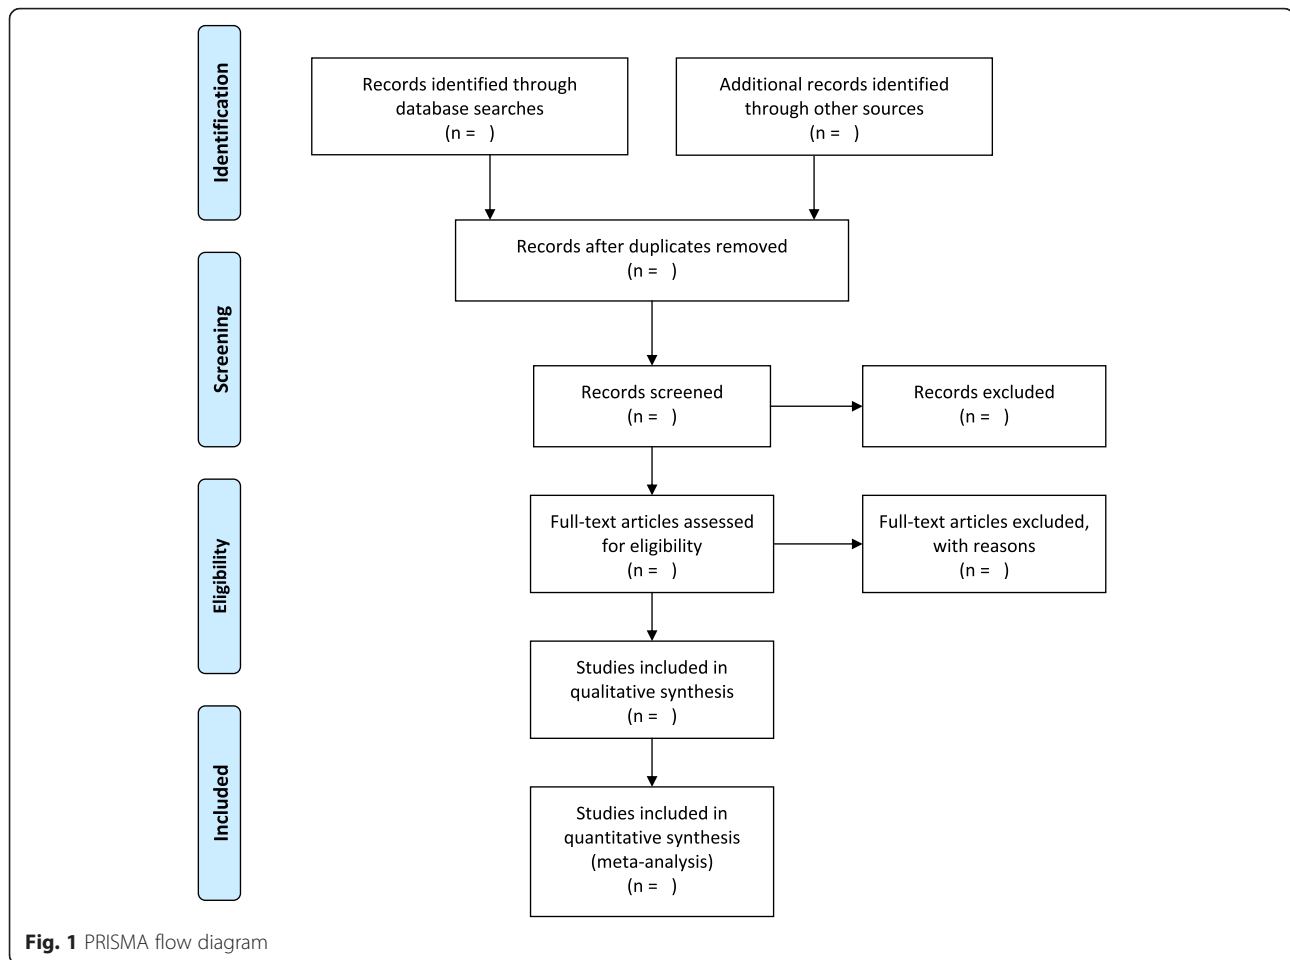 Identification
Records identified through
database searches
(n =   )
Additional records identified
through other sources
(n =   )
Records after duplicates removed
(n =   )
Screening
Records screened
(n =   )
Records excluded
(n =   )
Eligibility
Full-text articles assessed
for eligibility
(n =   )
Full-text articles excluded,
with reasons
(n =   )
Studies included in
qualitative synthesis
(n =   )
Included
Studies included in
quantitative synthesis
(meta-analysis)
(n =   )
Fig. 1 PRISMA flow diagram